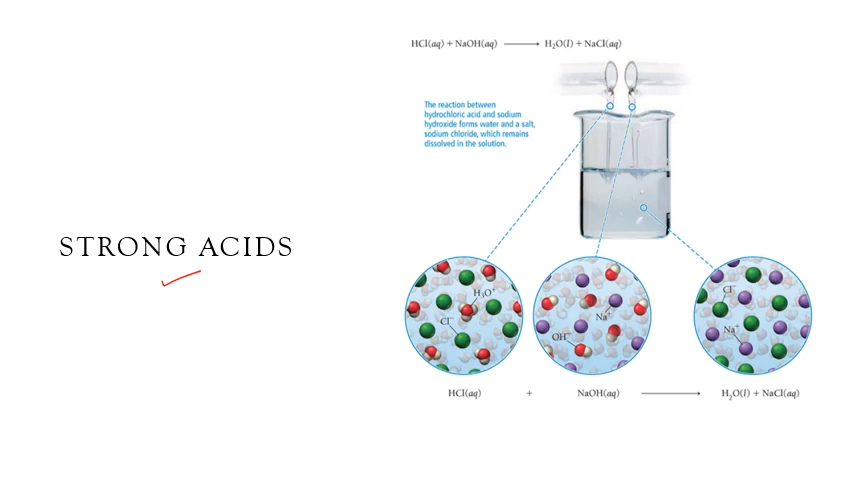 HCl(aq) + NaOH(aq) ⟶ H₂O(l) + NaCl(aq)
The reaction between
hydrochloric acid and sodium
hydroxide forms water and a salt,
sodium chloride, which remains
dissolved in the solution.
STRONG ACIDS
H₃O⁺
Cl⁻
Na⁺
OH⁻
Cl⁻
Na⁺
HCl(aq) + NaOH(aq) ⟶ H₂O(l) + NaCl(aq)